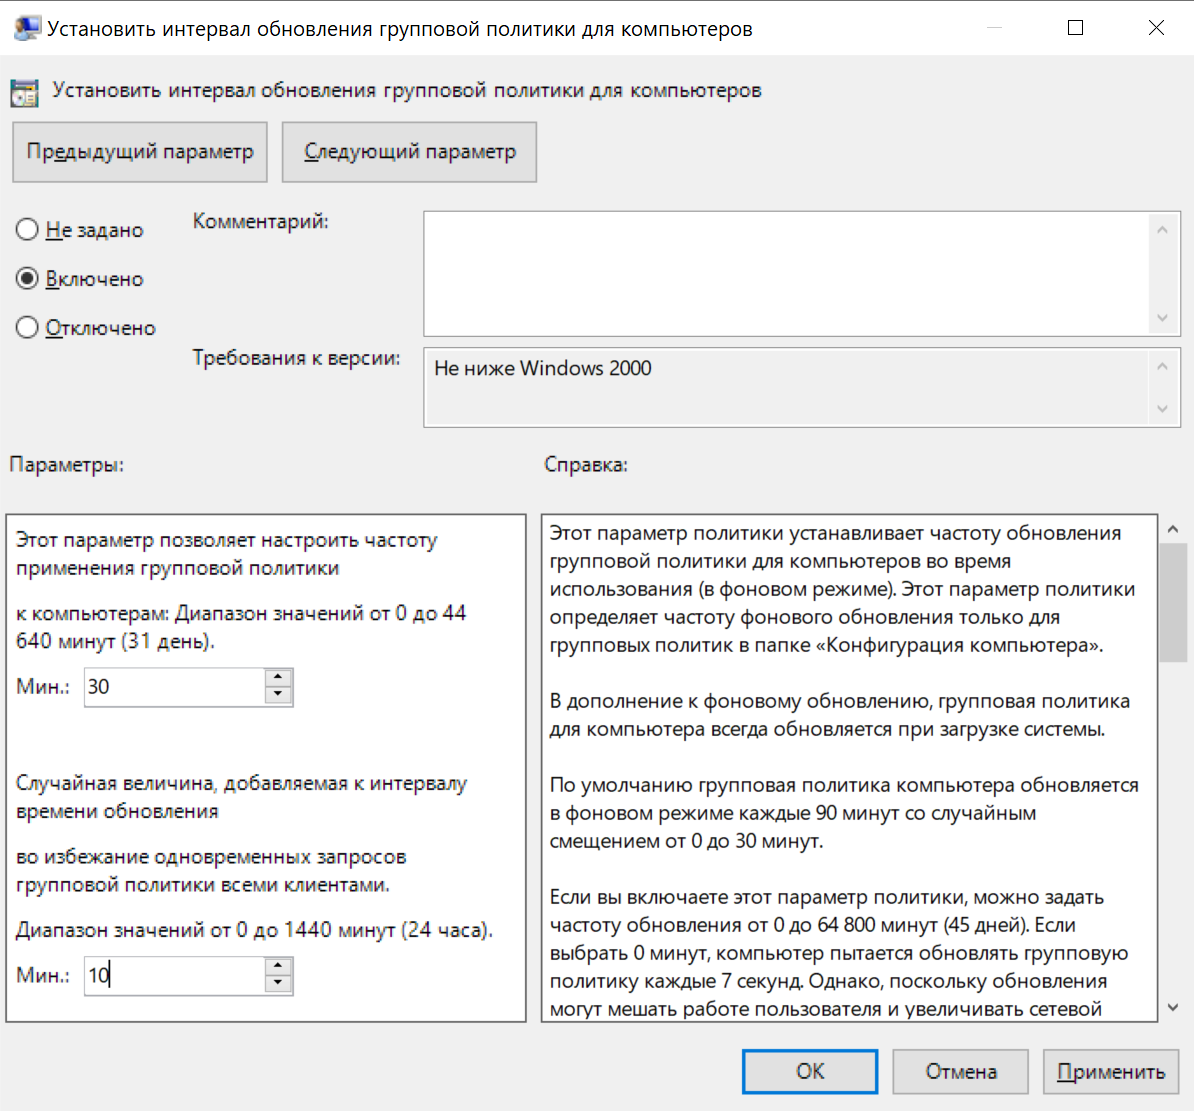 Установить интервал обновления групповой политики для компьютеров
Установить интервал обновления групповой политики для компьютеров
Предыдущий параметр
Следующий параметр
Не задано
Включено
Отключено
Комментарий:
Требования к версии:
Не ниже Windows 2000
Параметры:
Этот параметр позволяет настроить частоту
применения групповой политики
к компьютерам: Диапазон значений от 0 до 44
640 минут (31 день).
Мин.: 30
Случайная величина, добавляемая к интервалу
времени обновления
во избежание одновременных запросов
групповой политики всеми клиентами.
Диапазон значений от 0 до 1440 минут (24 часа).
Мин.: 10
Справка:
Этот параметр политики устанавливает частоту обновления
групповой политики для компьютеров во время
использования (в фоновом режиме). Этот параметр политики
определяет частоту фонового обновления только для
групповых политик в папке «Конфигурация компьютера».
В дополнение к фоновому обновлению, групповая политика
для компьютера всегда обновляется при загрузке системы.
По умолчанию групповая политика компьютера обновляется
в фоновом режиме каждые 90 минут со случайным
смещением от 0 до 30 минут.
Если вы включаете этот параметр политики, можно задать
частоту обновления от 0 до 64 800 минут (45 дней). Если
выбрать 0 минут, компьютер пытается обновлять групповую
политику каждые 7 секунд. Однако, поскольку обновления
могут мешать работе пользователя и увеличивать сетевой
ОК
Отмена
Применить